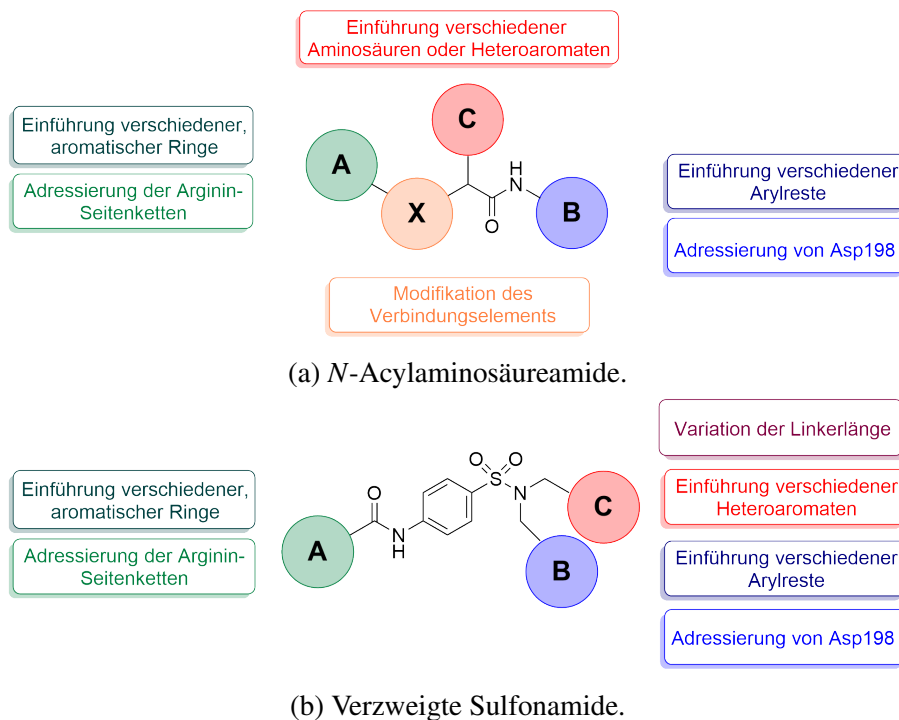 Einführung verschiedener
Aminosäuren oder Heteroaromaten
Einführung verschiedener,
aromatischer Ringe
Adressierung der Arginin-
Seitenketten
A
C
X
H
N
O
B
Einführung verschiedener
Arylreste
Adressierung von Asp198
Modifikation des
Verbindungselements
(a) N-Acylaminosäureamide.
Einführung verschiedener,
aromatischer Ringe
Adressierung der Arginin-
Seitenketten
A
O
N
H
O O
S
N
C
B
Variation der Linkerlänge
Einführung verschiedener
Heteroaromaten
Einführung verschiedener
Arylreste
Adressierung von Asp198
(b) Verzweigte Sulfonamide.